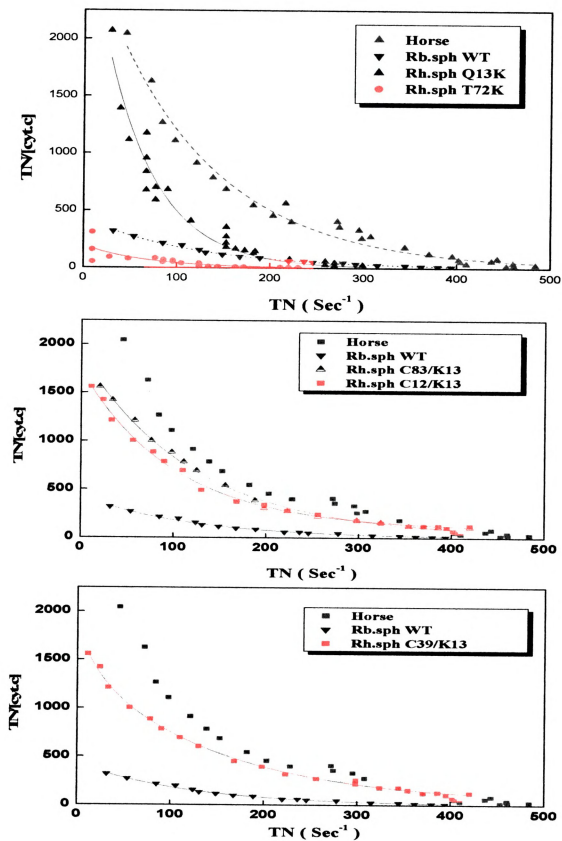 2000
1500
1000
500
0
TN/[cyt.c]
Horse
Rb.sph WT
Rh.sph Q13K
Rh.sph T72K
0 100 200 300 400 500
TN ( Sec-1 )
2000
1500
1000
500
0
TN/[cyt.c]
Horse
Rb.sph WT
Rh.sph C83/K13
Rh.sph C12/K13
0 100 200 300 400 500
TN ( Sec-1 )
2000
1500
1000
500
0
TN/[cyt.c]
Horse
Rb.sph WT
Rh.sph C39/K13
0 100 200 300 400 500
TN ( Sec-1 )